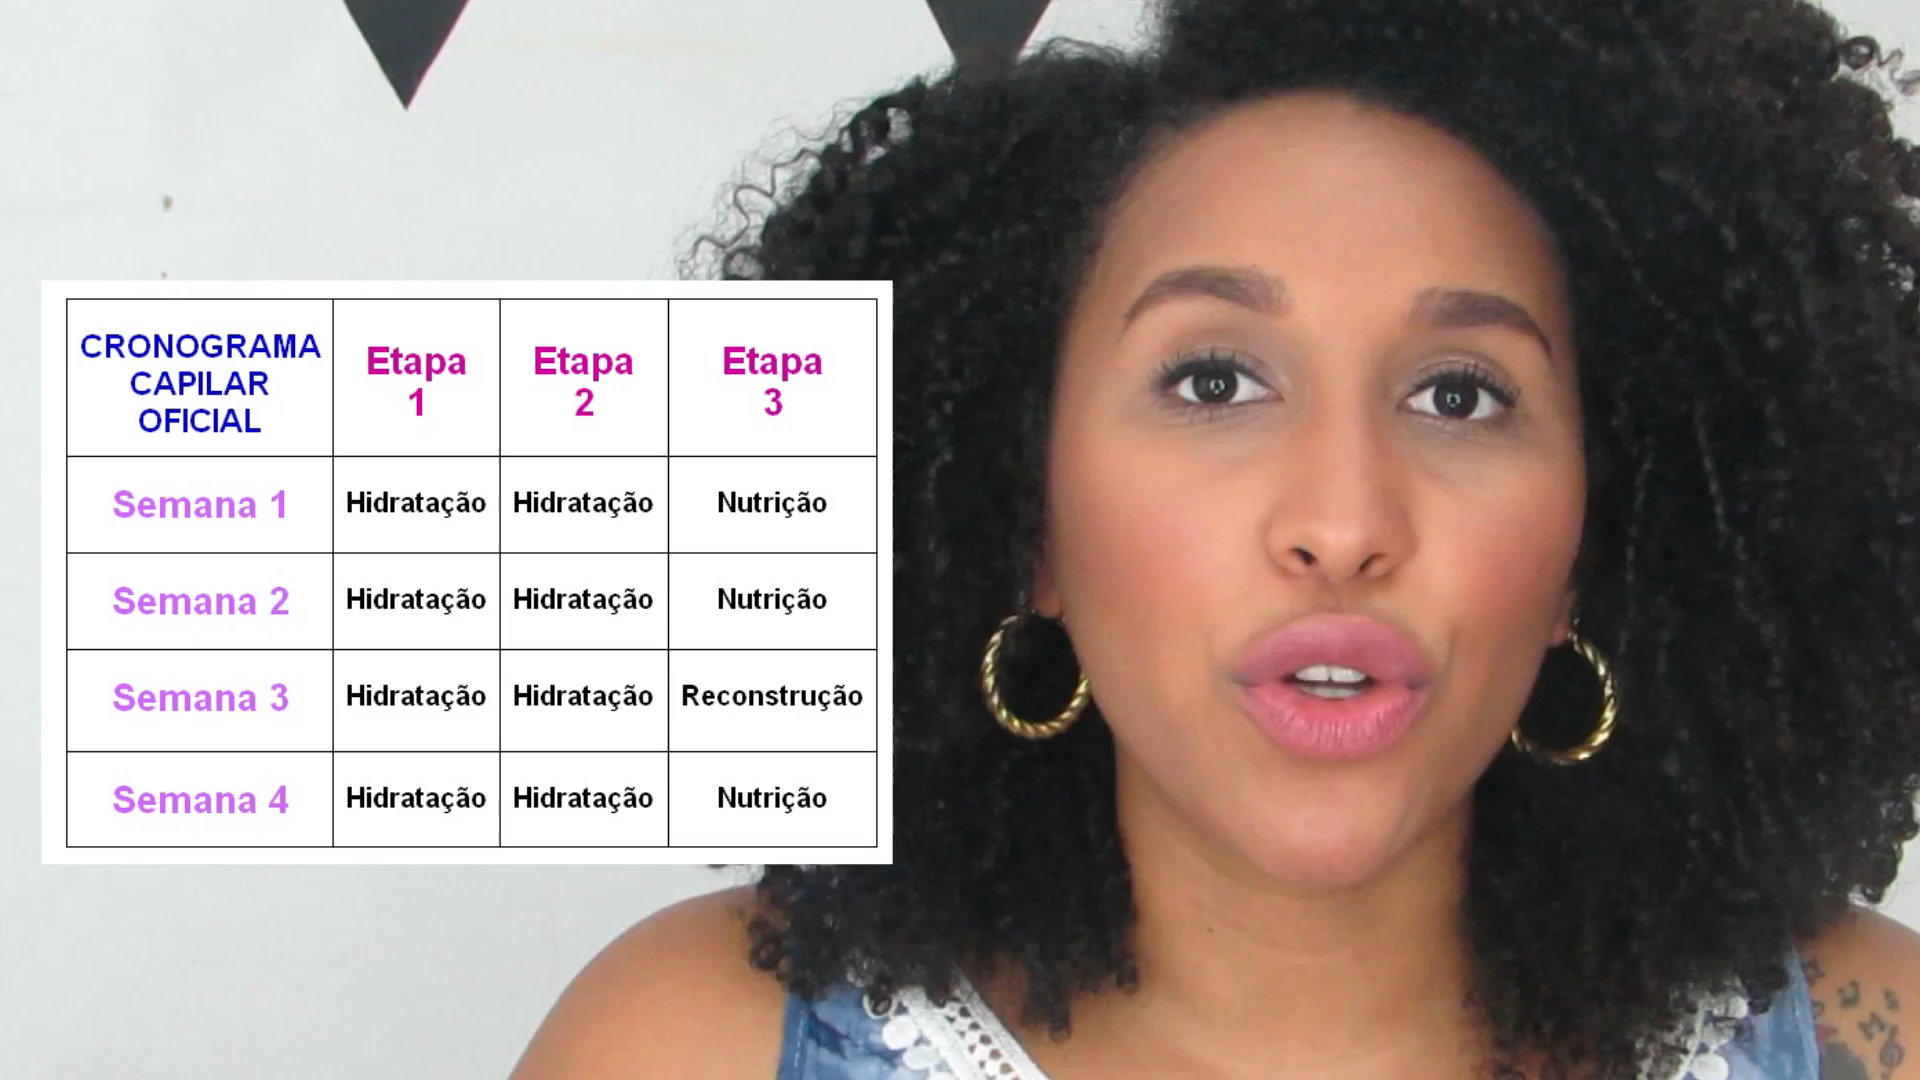 CRONOGRAMA
CAPILAR
OFICIAL
Etapa
1
Etapa
2
Etapa
3
Semana 1
Hidratação
Hidratação
Nutrição
Semana 2
Hidratação
Hidratação
Nutrição
Semana 3
Hidratação
Hidratação
Reconstrução
Semana 4
Hidratação
Hidratação
Nutrição